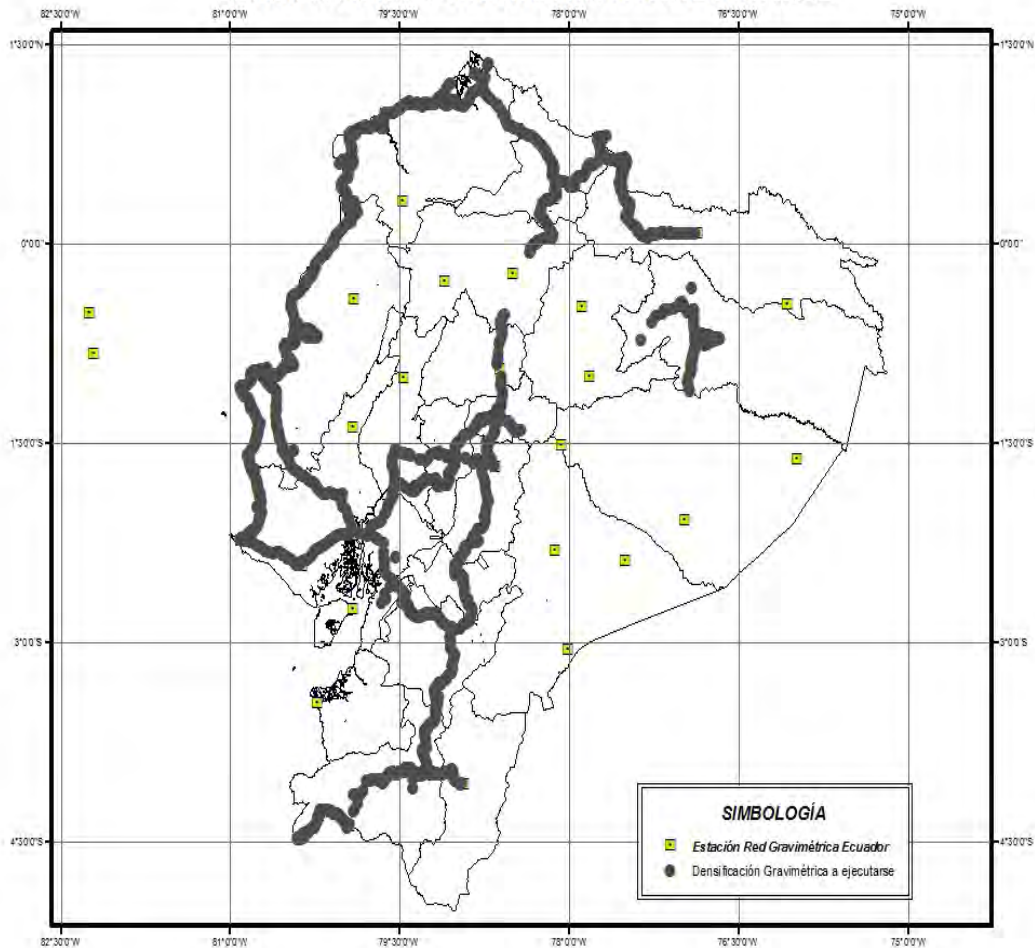 82°30'0"W 81°0'0"W 79°30'0"W 78°0'0"W 76°30'0"W 75°0'0"W
1°30'0"N 1°30'0"N
0°0'0" 0°0'0"
1°30'0"S 1°30'0"S
3°0'0"S 3°0'0"S
4°30'0"S 4°30'0"S
SIMBOLOGÍA
Estación Red Gravimétrica Ecuador
Densificación Gravimétrica a ejecutarse
82°30'0"W 81°0'0"W 79°30'0"W 78°0'0"W 76°30'0"W 75°0'0"W